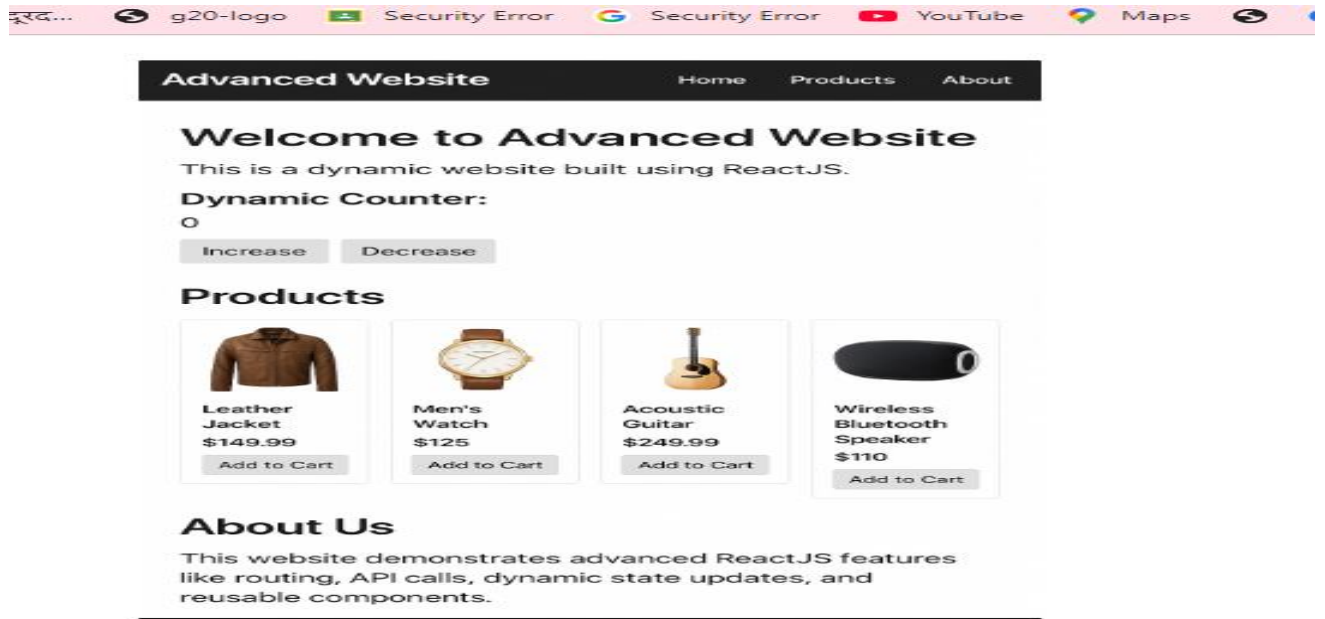 दूरद... g20-logo Security Error Security Error YouTube Maps
Advanced Website Home Products About
Welcome to Advanced Website
This is a dynamic website built using ReactJS.
Dynamic Counter:
0
Increase Decrease
Products
Leather
Jacket
$149.99
Add to Cart
Men's
Watch
$125
Add to Cart
Acoustic
Guitar
$249.99
Add to Cart
Wireless
Bluetooth
Speaker
$110
Add to Cart
About Us
This website demonstrates advanced ReactJS features
like routing, API calls, dynamic state updates, and
reusable components.